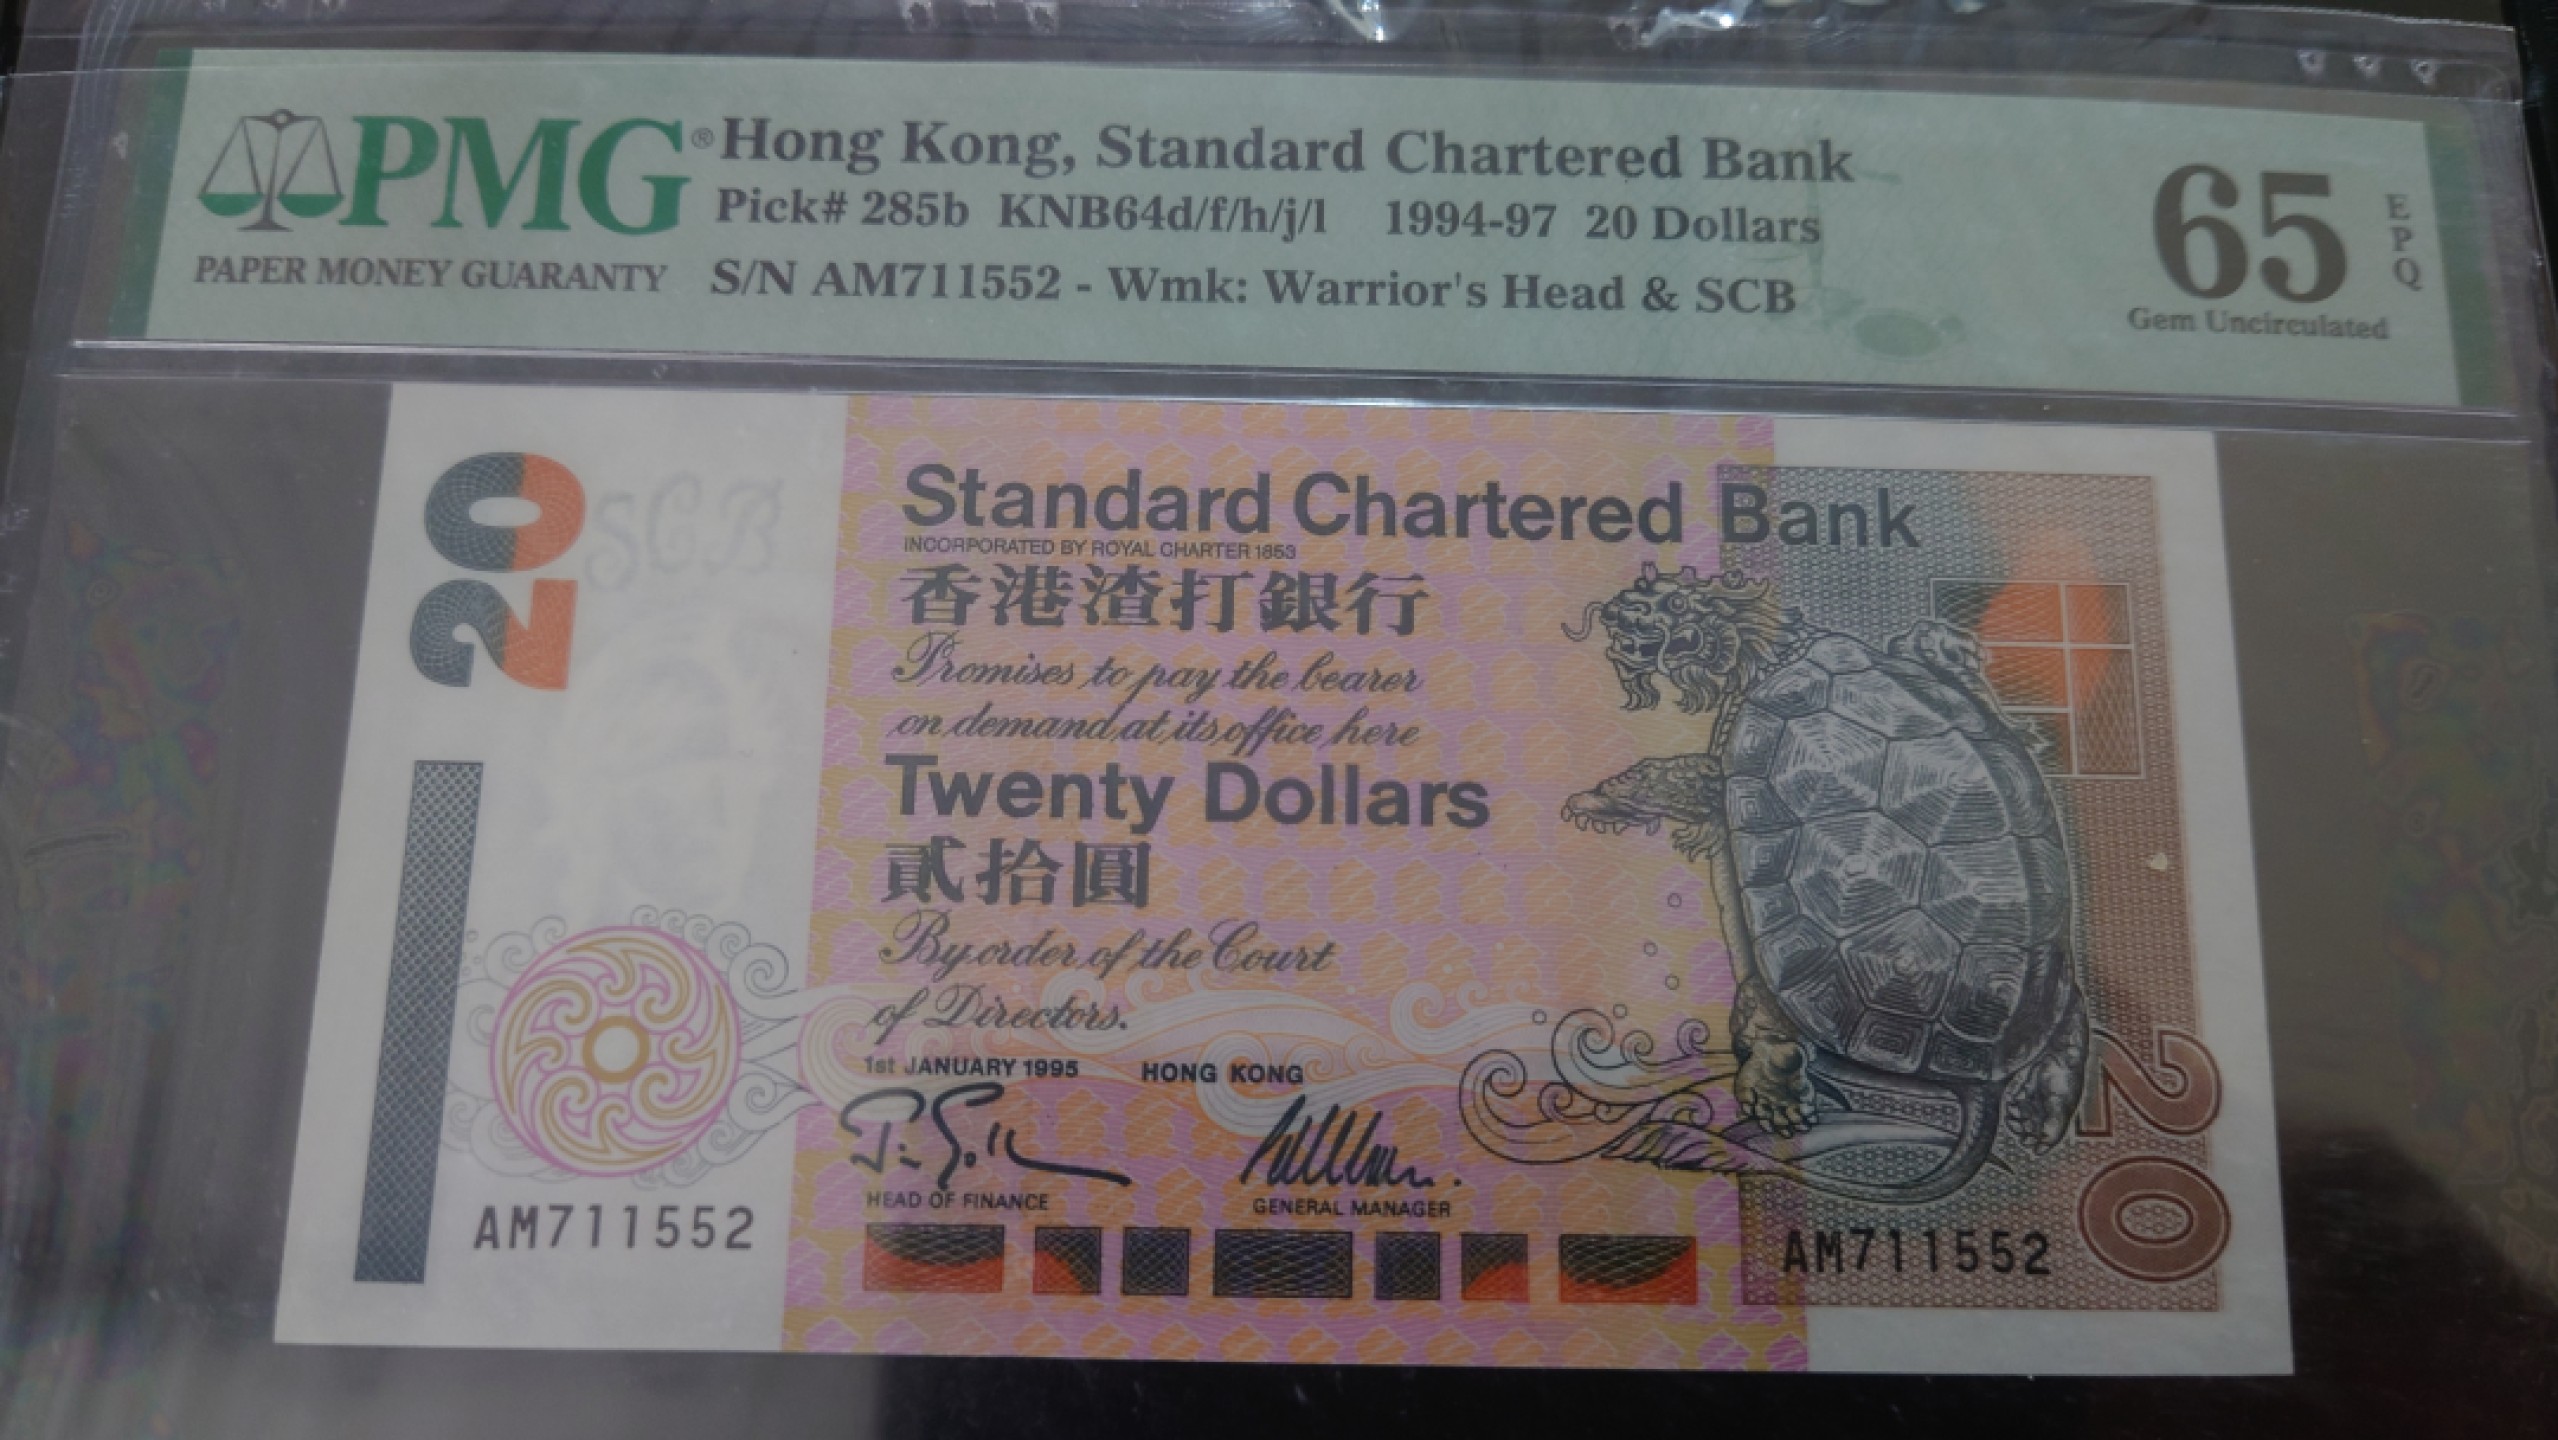 PMG® Hong Kong, Standard Chartered Bank
Pick# 285b KNB64d/f/h/j/l 1994-97 20 Dollars
PAPER MONEY GUARANTY S/N AM711552 - Wmk: Warrior's Head & SCB
65 EPQ
Gem Uncirculated
20
SCB
Standard Chartered Bank
INCORPORATED BY ROYAL CHARTER 1853
香港渣打銀行
Promises to pay the bearer
on demand at its office here
Twenty Dollars
貳拾圓
By order of the Court
of Directors.
1st JANUARY 1995 HONG KONG
HEAD OF FINANCE GENERAL MANAGER
AM711552
AM711552
20